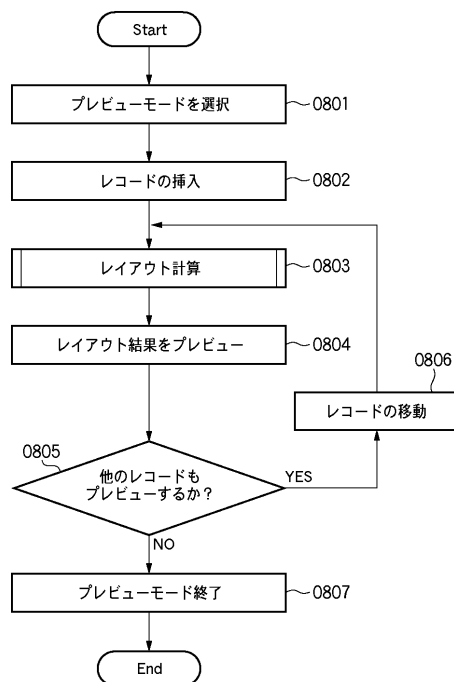 Start
プレビューモードを選択
0801
レコードの挿入
0802
レイアウト計算
0803
レイアウト結果をプレビュー
0804
0806
レコードの移動
0805
他のレコードも
プレビューするか？
YES
NO
プレビューモード終了
0807
End